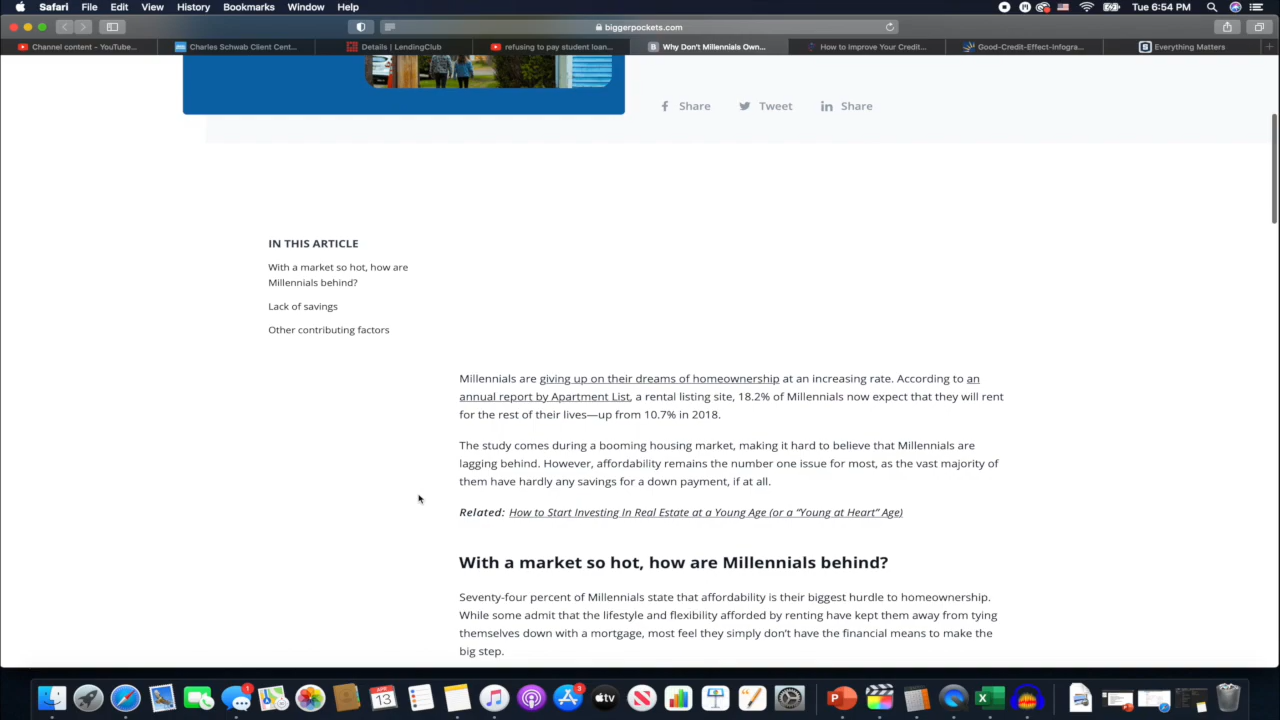 Safari File Edit View History Bookmarks Window Help
Tue 6:54 PM
biggerpockets.com
Channel content - YouTube...
Charles Schwab Client Cent...
Details | LendingClub
refusing to pay student loan...
Why Don't Millennials Own...
How to Improve Your Credit...
Good-Credit-Effect-Infogra...
Everything Matters
Share Tweet Share
IN THIS ARTICLE
With a market so hot, how are
Millennials behind?
Lack of savings
Other contributing factors
Millennials are giving up on their dreams of homeownership at an increasing rate. According to an
annual report by Apartment List, a rental listing site, 18.2% of Millennials now expect that they will rent
for the rest of their lives—up from 10.7% in 2018.
The study comes during a booming housing market, making it hard to believe that Millennials are
lagging behind. However, affordability remains the number one issue for most, as the vast majority of
them have hardly any savings for a down payment, if at all.
Related: How to Start Investing In Real Estate at a Young Age (or a “Young at Heart” Age)
With a market so hot, how are Millennials behind?
Seventy-four percent of Millennials state that affordability is their biggest hurdle to homeownership.
While some admit that the lifestyle and flexibility afforded by renting have kept them away from tying
themselves down with a mortgage, most feel they simply don't have the financial means to make the
big step.
1
APR
13
3
tv